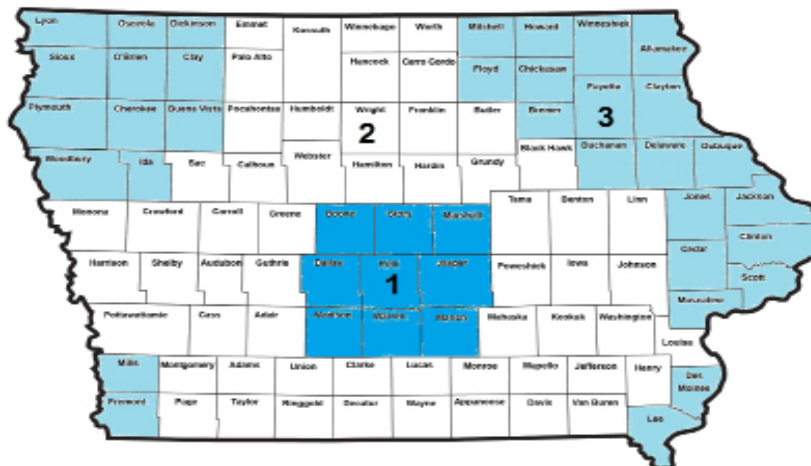 Lyon
Osceola
Dickinson
Emmet
Kossuth
Winnebago
Worth
Mitchell
Howard
Winneshiek
Allamakee
Sioux
O'Brien
Clay
Palo Alto
Hancock
Cerro Gordo
Floyd
Chickasaw
Fayette
Clayton
Plymouth
Cherokee
Buena Vista
Pocahontas
Humboldt
Wright
Franklin
Butler
Bremer
2
3
Woodbury
Ida
Sac
Calhoun
Webster
Hamilton
Hardin
Grundy
Black Hawk
Buchanan
Delaware
Dubuque
Monona
Crawford
Carroll
Greene
Boone
Story
Marshall
Tama
Benton
Linn
Jones
Jackson
Clinton
Harrison
Shelby
Audubon
Guthrie
Dallas
Polk
Jasper
Poweshiek
Iowa
Johnson
Cedar
Scott
1
Muscatine
Pottawattamie
Cass
Adair
Madison
Warren
Marion
Mahaska
Keokuk
Washington
Louisa
Mills
Montgomery
Adams
Union
Clarke
Lucas
Monroe
Wapello
Jefferson
Henry
Des
Moines
Fremont
Page
Taylor
Ringgold
Decatur
Wayne
Appanoose
Davis
Van Buren
Lee